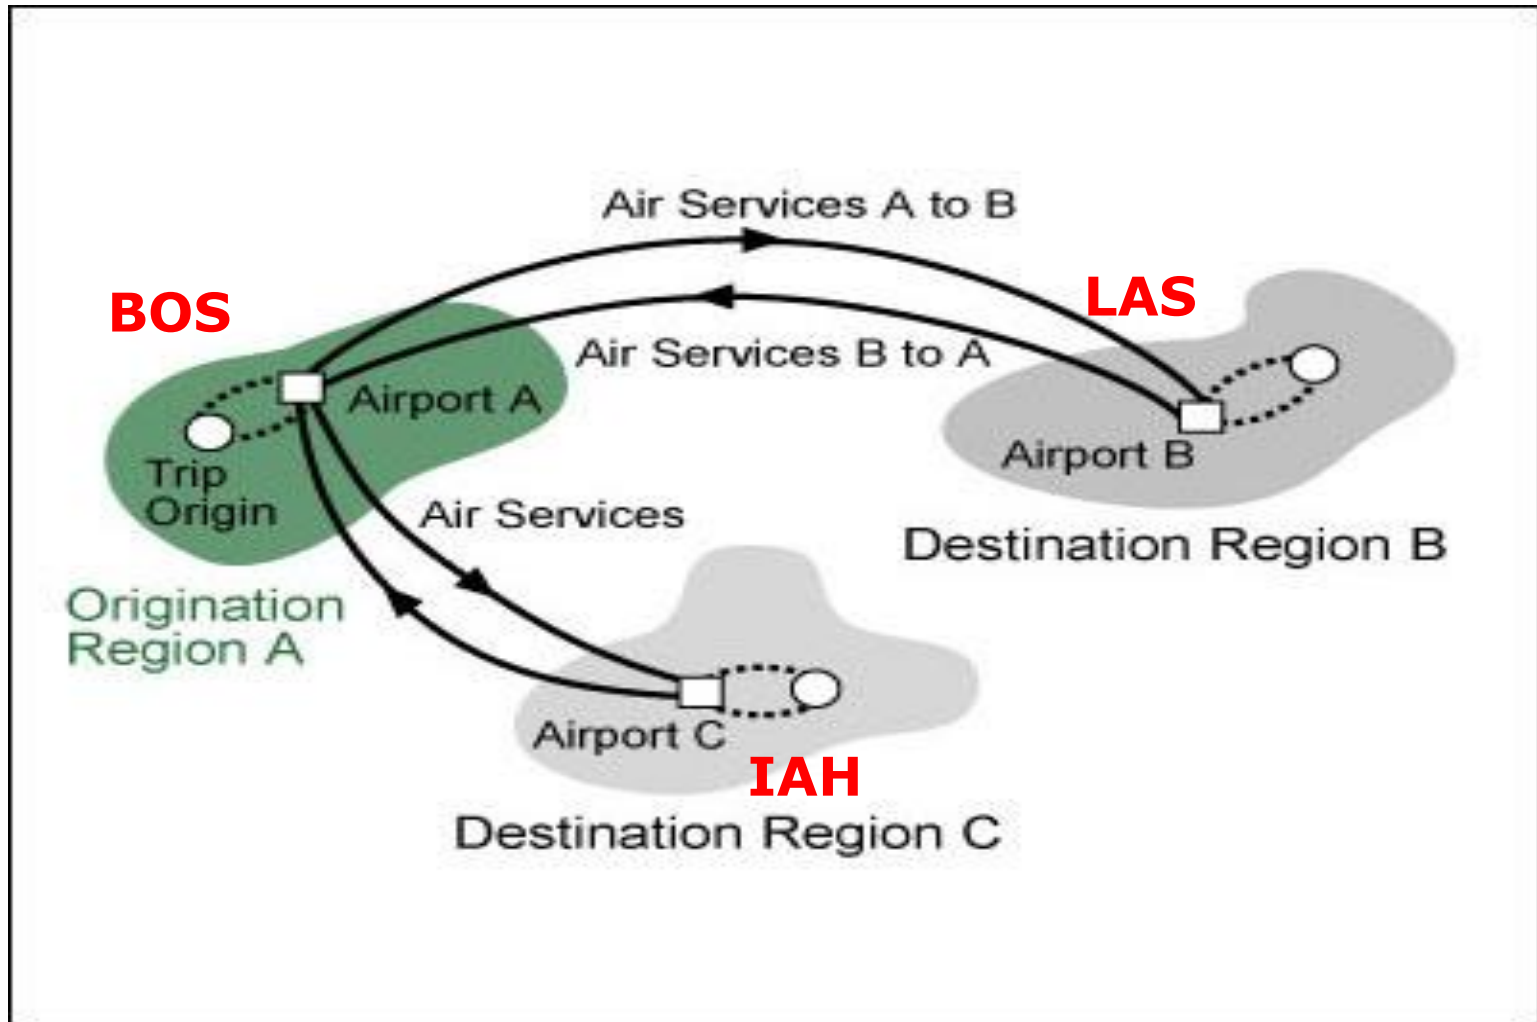 Air Services A to B
BOS
LAS
Air Services B to A
Airport A
Trip
Origin
Airport B
Air Services
Destination Region B
Origination
Region A
Airport C
IAH
Destination Region C